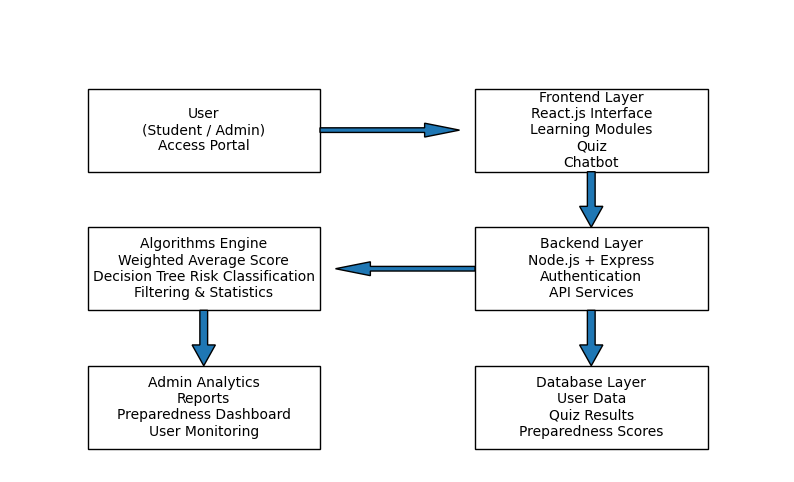 User
(Student / Admin)
Access Portal
Frontend Layer
React.js Interface
Learning Modules
Quiz
Chatbot
Algorithms Engine
Weighted Average Score
Decision Tree Risk Classification
Filtering & Statistics
Backend Layer
Node.js + Express
Authentication
API Services
Admin Analytics
Reports
Preparedness Dashboard
User Monitoring
Database Layer
User Data
Quiz Results
Preparedness Scores